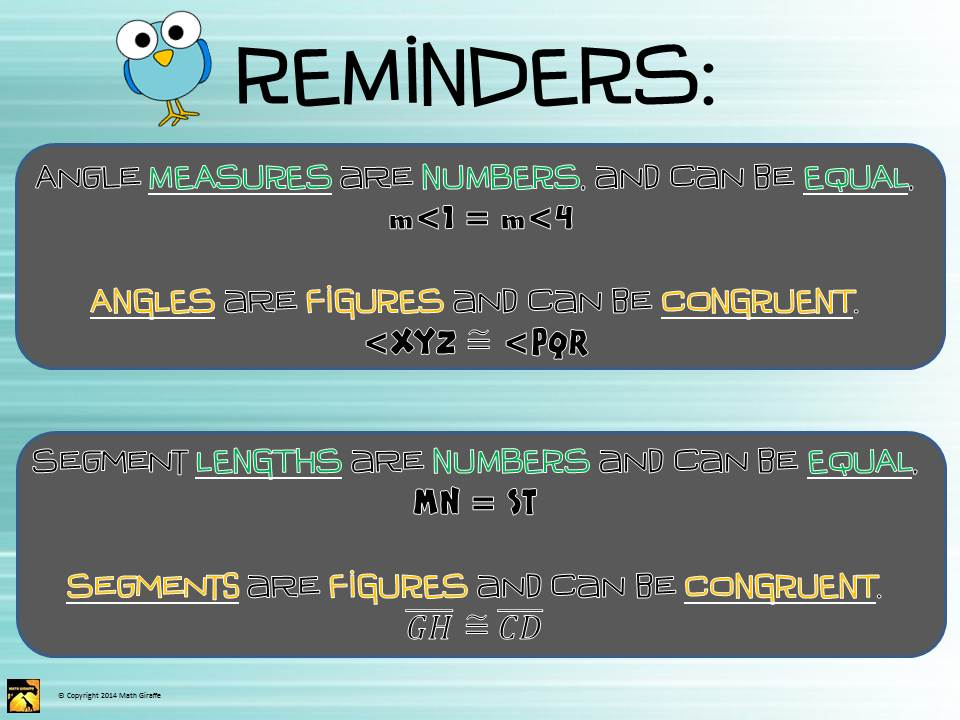 REMINDERS:
ANGLE MEASURES ARE NUMBERS, AND CAN BE EQUAL.
m<1 = m<4
ANGLES ARE FIGURES AND CAN BE CONGRUENT.
<XYZ ≅ <PQR
SEGMENT LENGTHS ARE NUMBERS AND CAN BE EQUAL.
MN = ST
SEGMENTS ARE FIGURES AND CAN BE CONGRUENT.
G̅H̅ ≅ C̅D̅
MATH GIRAFFE
© Copyright 2014 Math Giraffe